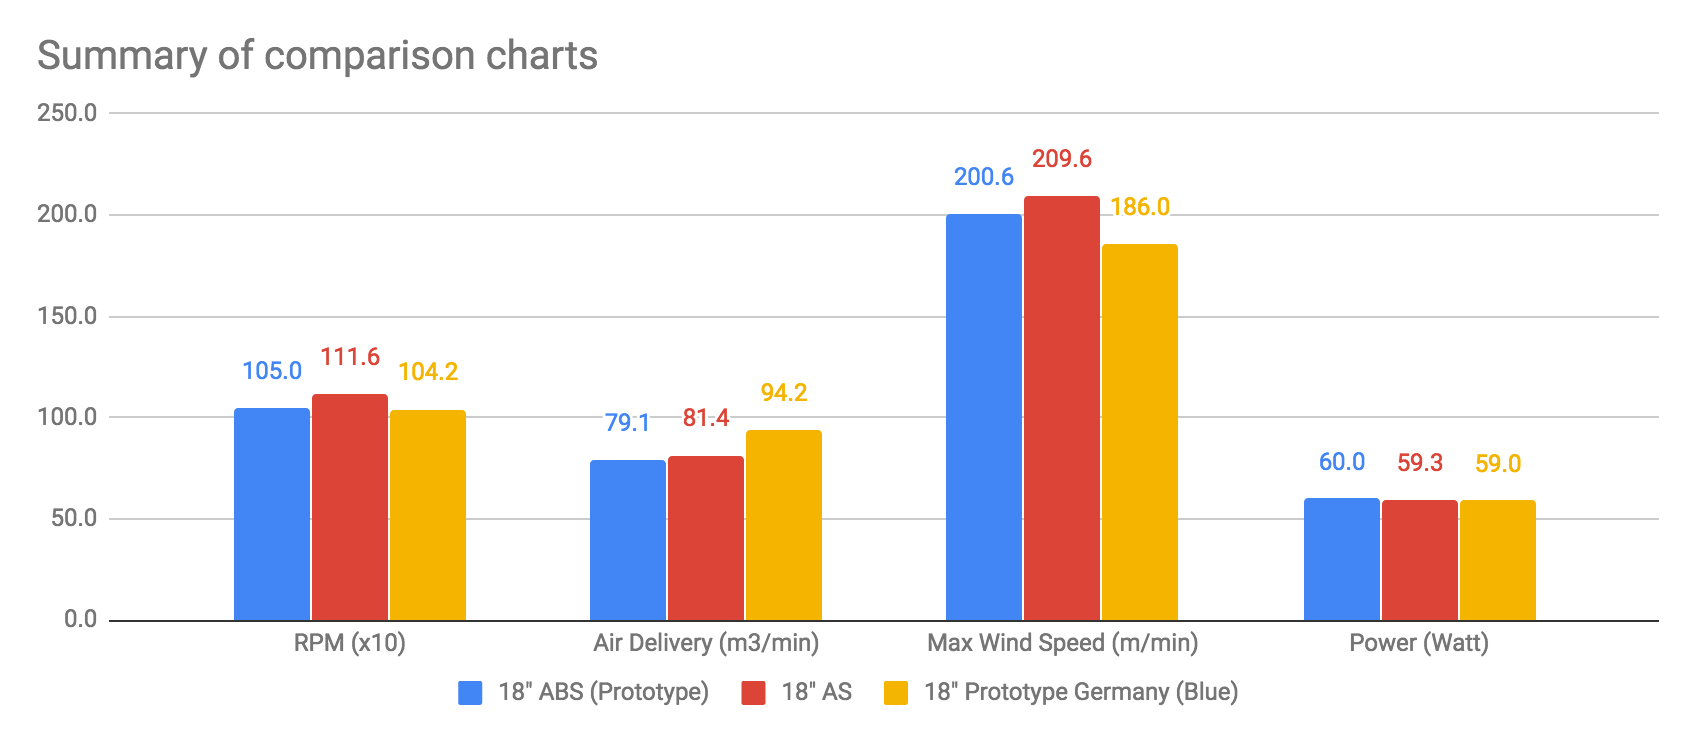 Summary of comparison charts
250.0
200.0
150.0
100.0
50.0
0.0
105.0
111.6
104.2
79.1
81.4
94.2
200.6
209.6
186.0
60.0
59.3
59.0
RPM (x10)
Air Delivery (m3/min)
Max Wind Speed (m/min)
Power (Watt)
18" ABS (Prototype)
18" AS
18" Prototype Germany (Blue)